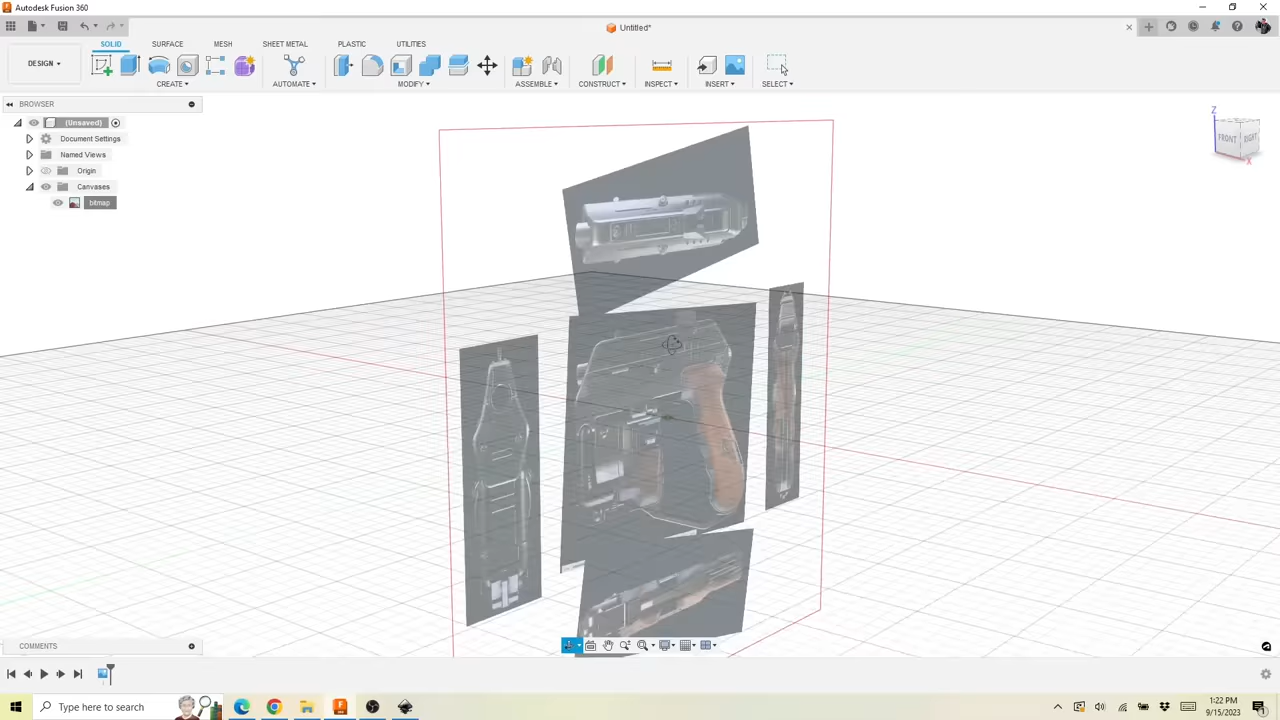 Autodesk Fusion 360
Untitled*
DESIGN
SOLID SURFACE MESH SHEET METAL PLASTIC UTILITIES
CREATE AUTOMATE MODIFY ASSEMBLE CONSTRUCT INSPECT INSERT SELECT
BROWSER
(Unsaved)
Document Settings
Named Views
Origin
Canvases
bitmap
Z
FRONT RIGHT
X
COMMENTS
Type here to search
1:22 PM
9/15/2023